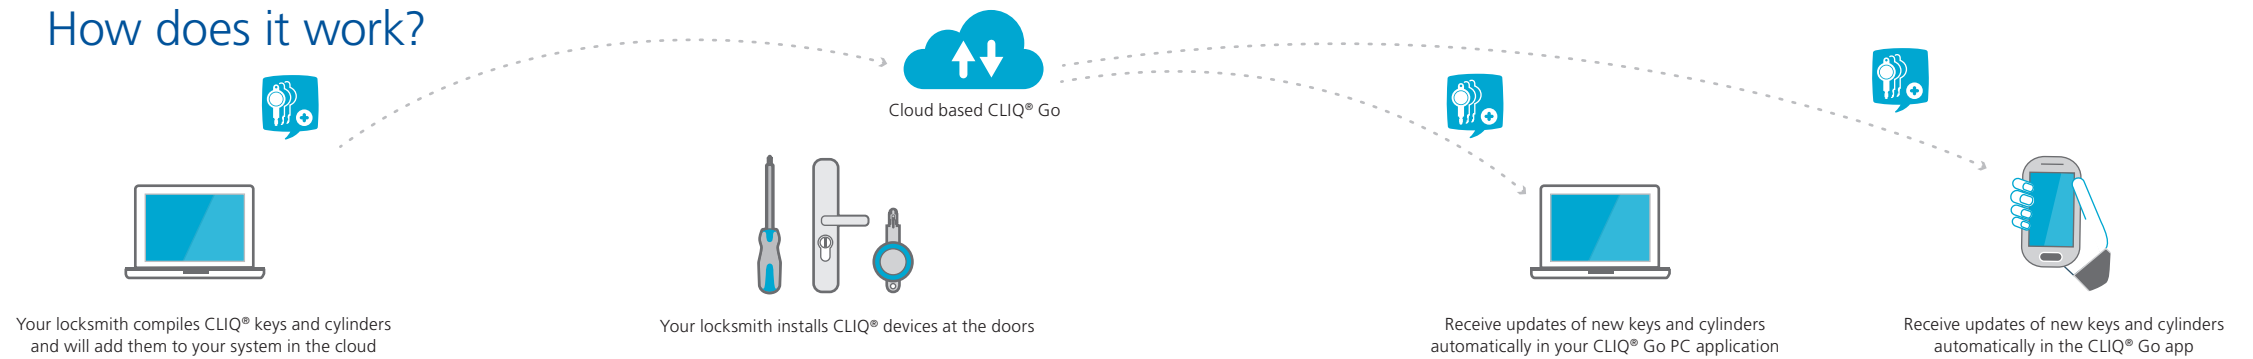 How does it work?
Cloud based CLIQ® Go
Your locksmith compiles CLIQ® keys and cylinders
and will add them to your system in the cloud
Your locksmith installs CLIQ® devices at the doors
Receive updates of new keys and cylinders
automatically in your CLIQ® Go PC application
Receive updates of new keys and cylinders
automatically in the CLIQ® Go app